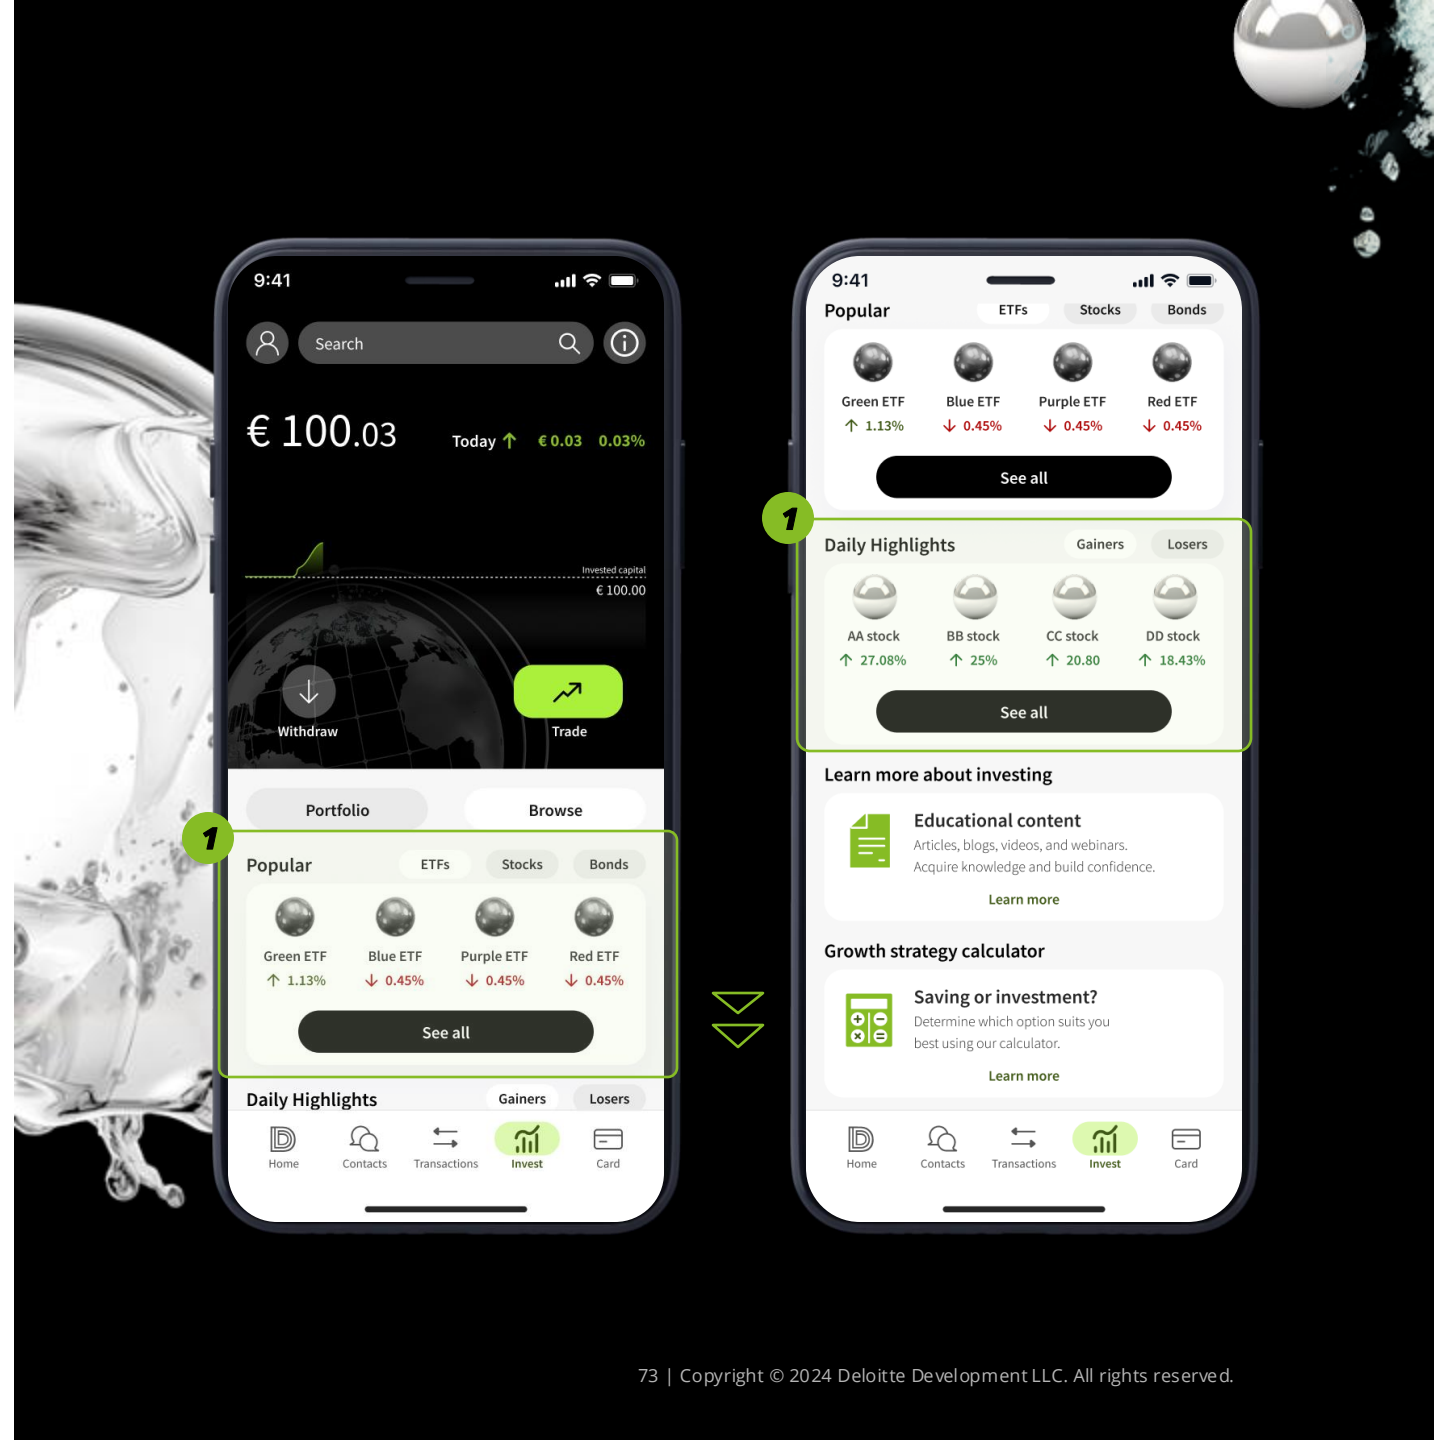 9:41
Search
€ 100.03
Today ↑ € 0.03 0.03%
Invested capital
€ 100.00
Withdraw
Trade
Portfolio
Browse
1
Popular
ETFs
Stocks
Bonds
Green ETF
Blue ETF
Purple ETF
Red ETF
↑ 1.13%
↓ 0.45%
↓ 0.45%
↓ 0.45%
See all
Daily Highlights
Gainers
Losers
Home
Contacts
Transactions
Invest
Card
9:41
Popular
ETFs
Stocks
Bonds
Green ETF
Blue ETF
Purple ETF
Red ETF
↑ 1.13%
↓ 0.45%
↓ 0.45%
↓ 0.45%
See all
1
Daily Highlights
Gainers
Losers
AA stock
BB stock
CC stock
DD stock
↑ 27.08%
↑ 25%
↑ 20.80
↑ 18.43%
See all
Learn more about investing
Educational content
Articles, blogs, videos, and webinars.
Acquire knowledge and build confidence.
Learn more
Growth strategy calculator
Saving or investment?
Determine which option suits you
best using our calculator.
Learn more
Home
Contacts
Transactions
Invest
Card
73 | Copyright © 2024 Deloitte Development LLC. All rights reserved.